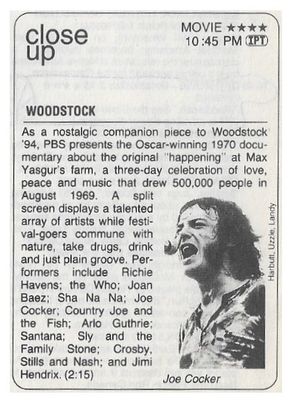 close
up
MOVIE ★★★★
10:45 PM IPT
WOODSTOCK
As a nostalgic companion piece to Woodstock
'94, PBS presents the Oscar-winning 1970 docu-
mentary about the original "happening" at Max
Yasgur's farm, a three-day celebration of love,
peace and music that drew 500,000 people in
August 1969. A split
screen displays a talented
array of artists while festi-
val-goers commune with
nature, take drugs, drink
and just plain groove. Per-
formers include Richie
Havens; the Who; Joan
Baez; Sha Na Na; Joe
Cocker; Country Joe and
the Fish; Arlo Guthrie;
Santana; Sly and the
Family Stone; Crosby,
Stills and Nash; and Jimi
Hendrix. (2:15)
Harbutt, Uzzle, Landy
Joe Cocker